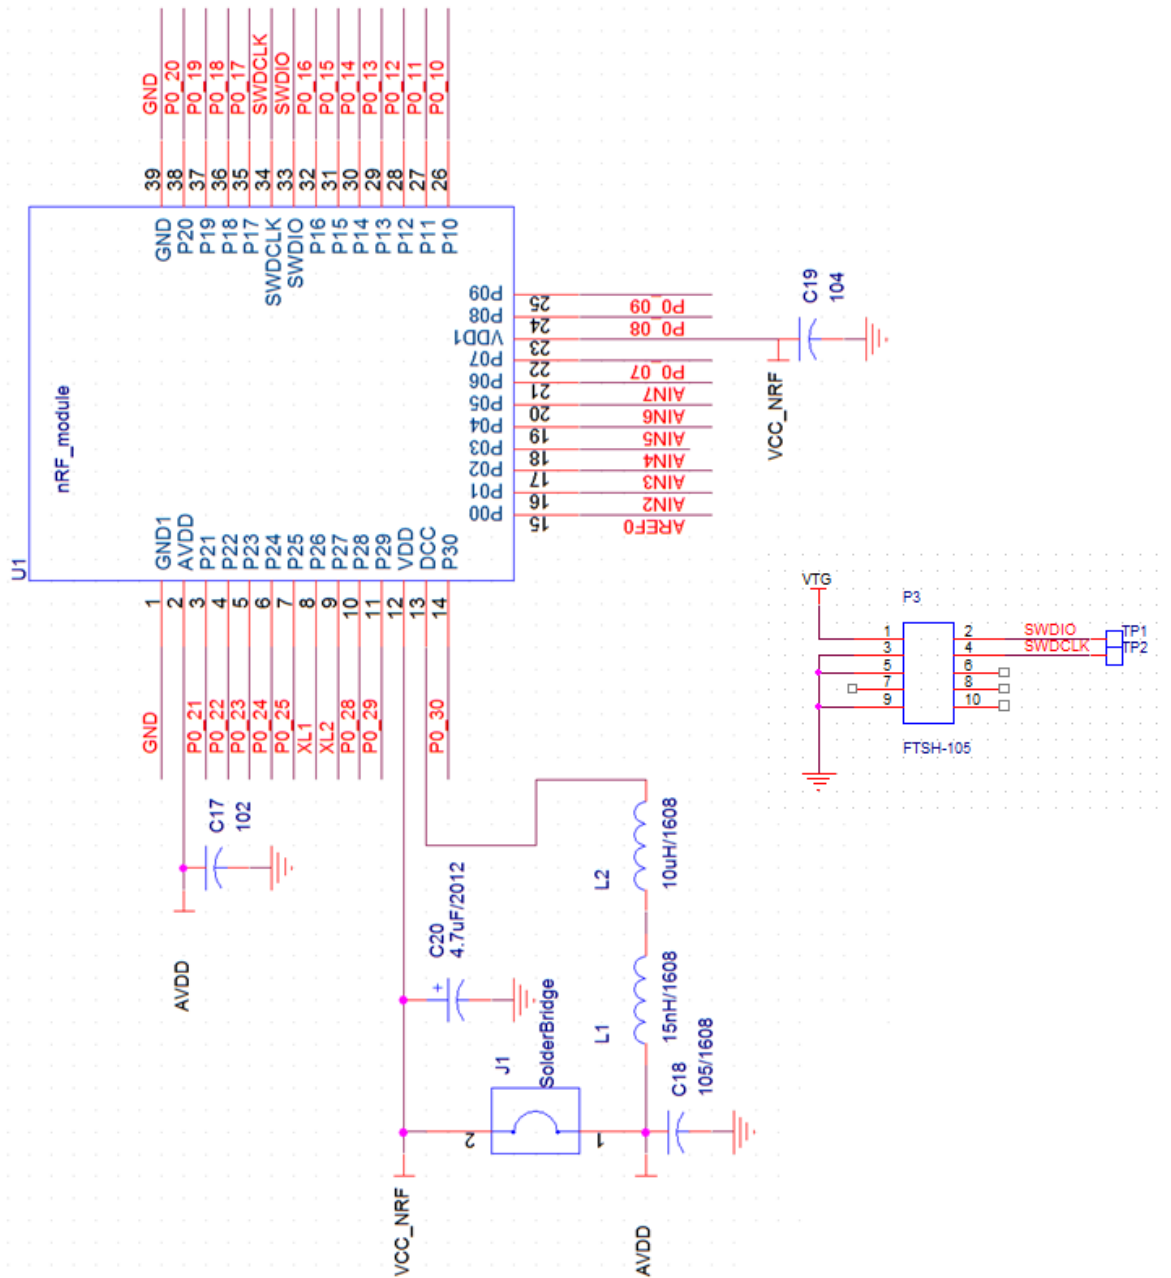 GND
P0_20
P0_19
P0_18
P0_17
SWDCLK
SWDIO
P0_16
P0_15
P0_14
P0_13
P0_12
P0_11
P0_10
39
38
37
36
35
34
33
32
31
30
29
28
27
26
GND
P20
P19
P18
P17
SWDCLK
SWDIO
P16
P15
P14
P13
P12
P11
P10
P09
P08
VDD1
P07
P06
P05
P04
P03
P02
P01
P00
25
24
23
22
21
20
19
18
17
16
15
P0_09
P0_08
P0_07
AIN7
AIN6
AIN5
AIN4
AIN3
AIN2
AREF0
C19
104
VCC_NRF
nRF_module
U1
GND1
AVDD
P21
P22
P23
P24
P25
P26
P27
P28
P29
VDD
DCC
P30
1
2
3
4
5
6
7
8
9
10
11
12
13
14
GND
P0_21
P0_22
P0_23
P0_24
P0_25
XL1
XL2
P0_28
P0_29
P0_30
C17
102
AVDD
C20
4.7uF/2012
+
L2
10uH/1608
L1
15nH/1608
J1
SolderBridge
2
1
C18
105/1608
VCC_NRF
AVDD
VTG
P3
1
3
5
7
9
2
4
6
8
10
SWDIO
SWDCLK
TP1
TP2
FTSH-105